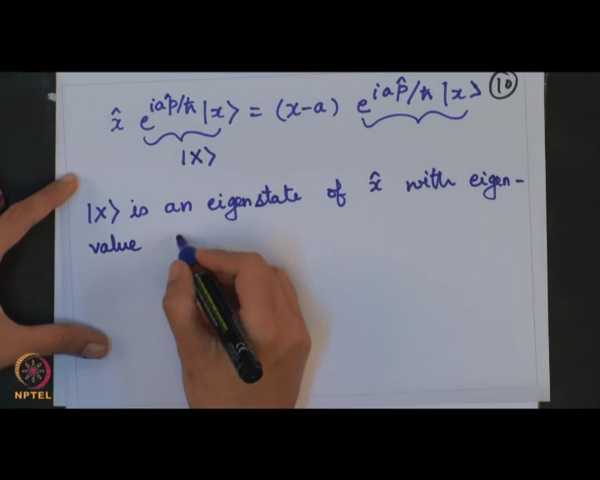 x̂ e^{iap̂/ħ}|x⟩ = (x-a) e^{iap̂/ħ}|x⟩ ⑩
|X⟩
|X⟩ is an eigenstate of x̂ with eigen-
value
NPTEL